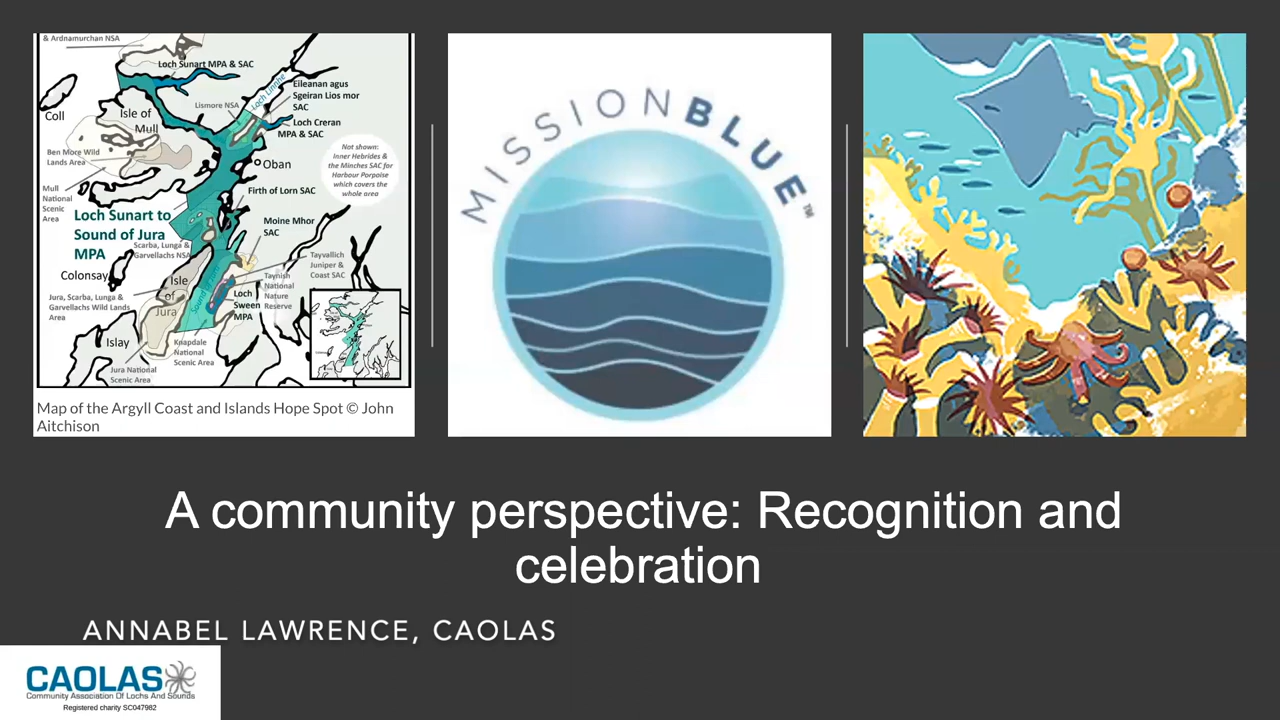 & Ardnamurchan NSA
Loch Sunart MPA & SAC
Coll
Isle of
Mull
Lismore NSA
Loch Linnhe
Eileanan agus
Sgeiran Lios mor
SAC
Loch Creran
MPA & SAC
Ben More Wild
Lands Area
Oban
Not shown:
Inner Hebrides &
the Minches SAC for
Harbour Porpoise
which covers the
whole area
Mull
National
Scenic
Area
Firth of Lorn SAC
Loch Sunart to
Sound of Jura
MPA
Moine Mhor
SAC
Scarba, Lunga &
Garvellachs NSA
Colonsay
Tayvallich
Juniper &
Coast SAC
Isle
of
Jura
Sound of Jura
Taynish
National
Nature
Reserve
Loch
Sween
MPA
Jura, Scarba, Lunga &
Garvellachs Wild Lands
Area
Islay
Knapdale
National
Scenic Area
Jura National
Scenic Area
Map of the Argyll Coast and Islands Hope Spot © John
Aitchison
MISSIONBLUE™
A community perspective: Recognition and
celebration
ANNABEL LAWRENCE, CAOLAS
CAOLAS
Community Association Of Lochs And Sounds
Registered charity SC047982